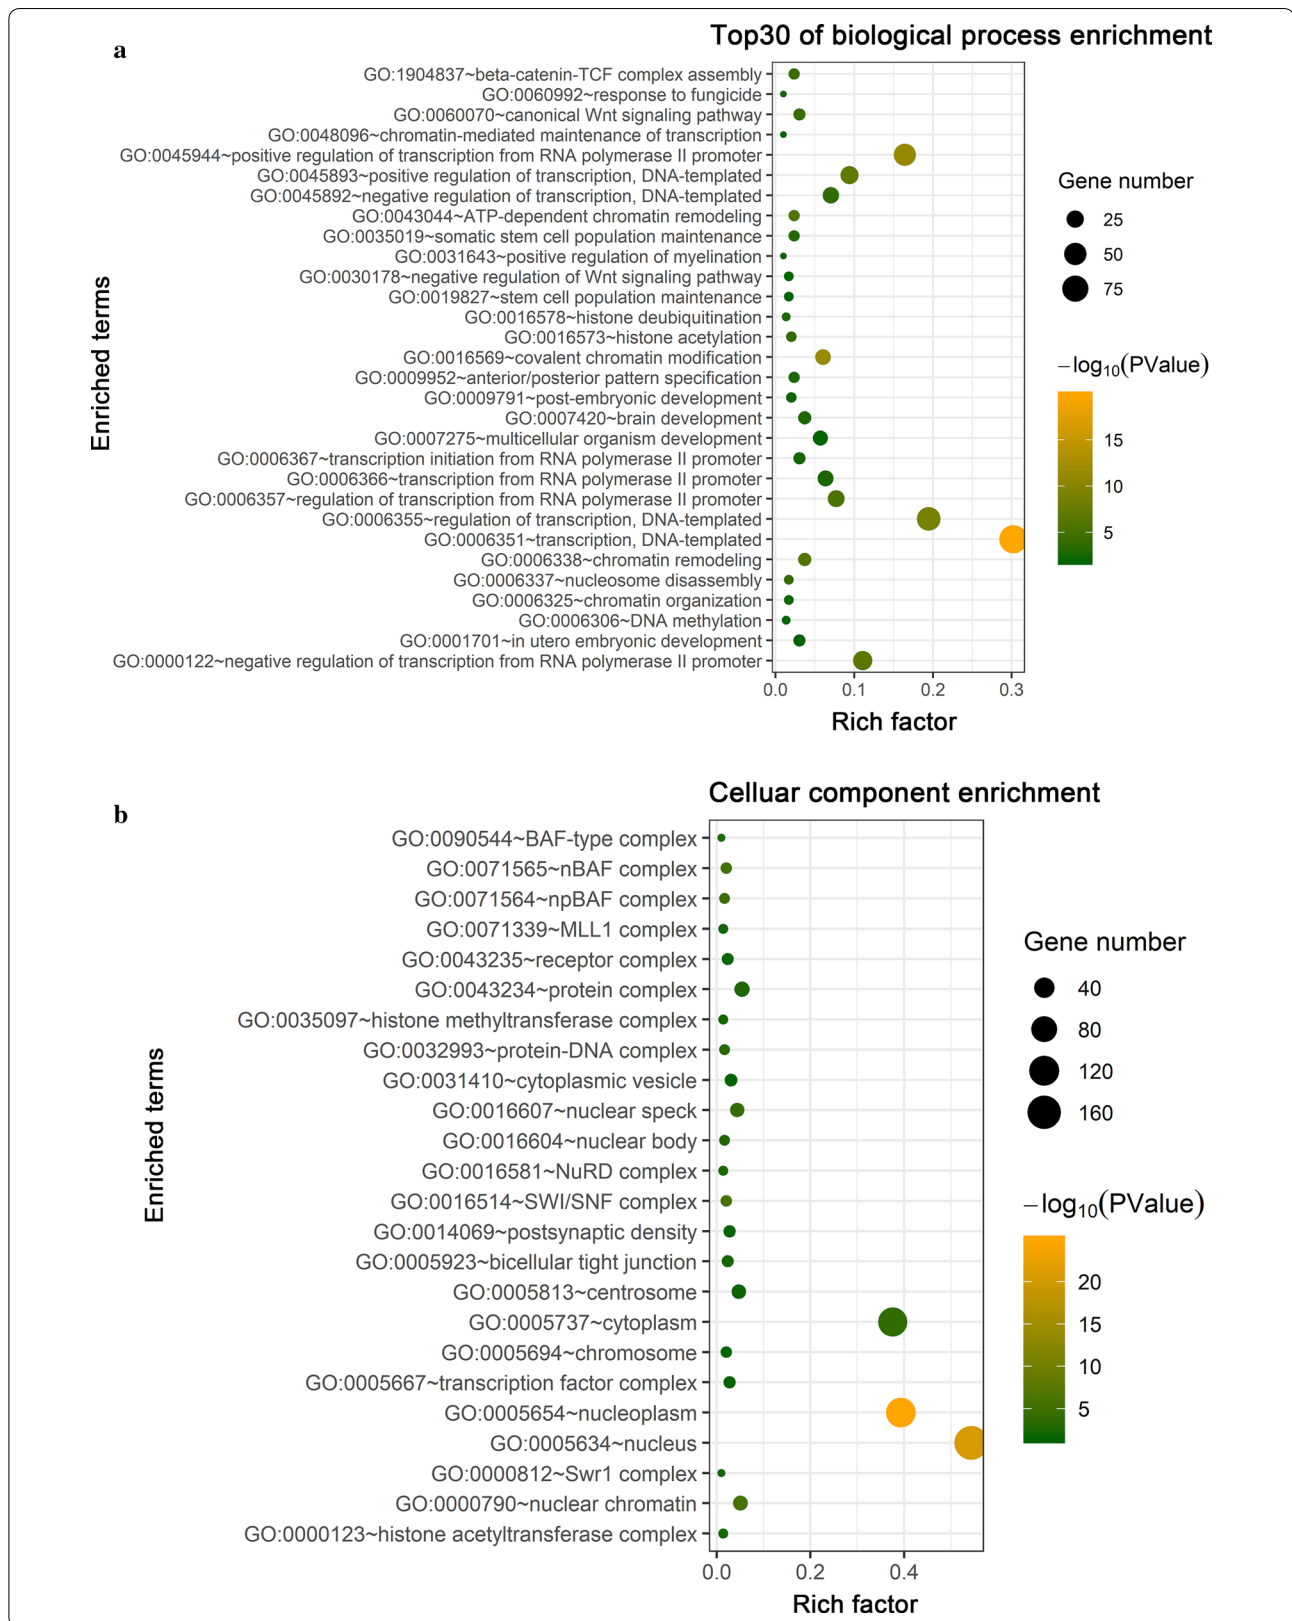 a
Top30 of biological process enrichment
GO:1904837~beta-catenin-TCF complex assembly
GO:0060992~response to fungicide
GO:0060070~canonical Wnt signaling pathway
GO:0048096~chromatin-mediated maintenance of transcription
GO:0045944~positive regulation of transcription from RNA polymerase II promoter
GO:0045893~positive regulation of transcription, DNA-templated
GO:0045892~negative regulation of transcription, DNA-templated
GO:0043044~ATP-dependent chromatin remodeling
GO:0035019~somatic stem cell population maintenance
GO:0031643~positive regulation of myelination
GO:0030178~negative regulation of Wnt signaling pathway
GO:0019827~stem cell population maintenance
GO:0016578~histone deubiquitination
GO:0016573~histone acetylation
GO:0016569~covalent chromatin modification
GO:0009952~anterior/posterior pattern specification
GO:0009791~post-embryonic development
GO:0007420~brain development
GO:0007275~multicellular organism development
GO:0006367~transcription initiation from RNA polymerase II promoter
GO:0006366~transcription from RNA polymerase II promoter
GO:0006357~regulation of transcription from RNA polymerase II promoter
GO:0006355~regulation of transcription, DNA-templated
GO:0006351~transcription, DNA-templated
GO:0006338~chromatin remodeling
GO:0006337~nucleosome disassembly
GO:0006325~chromatin organization
GO:0006306~DNA methylation
GO:0001701~in utero embryonic development
GO:0000122~negative regulation of transcription from RNA polymerase II promoter
Enriched terms
0.0 0.1 0.2 0.3
Rich factor
Gene number
25
50
75
−log10(PValue)
15
10
5
b
Celluar component enrichment
GO:0090544~BAF-type complex
GO:0071565~nBAF complex
GO:0071564~npBAF complex
GO:0071339~MLL1 complex
GO:0043235~receptor complex
GO:0043234~protein complex
GO:0035097~histone methyltransferase complex
GO:0032993~protein-DNA complex
GO:0031410~cytoplasmic vesicle
GO:0016607~nuclear speck
GO:0016604~nuclear body
GO:0016581~NuRD complex
GO:0016514~SWI/SNF complex
GO:0014069~postsynaptic density
GO:0005923~bicellular tight junction
GO:0005813~centrosome
GO:0005737~cytoplasm
GO:0005694~chromosome
GO:0005667~transcription factor complex
GO:0005654~nucleoplasm
GO:0005634~nucleus
GO:0000812~Swr1 complex
GO:0000790~nuclear chromatin
GO:0000123~histone acetyltransferase complex
Enriched terms
0.0 0.2 0.4
Rich factor
Gene number
40
80
120
160
−log10(PValue)
20
15
10
5